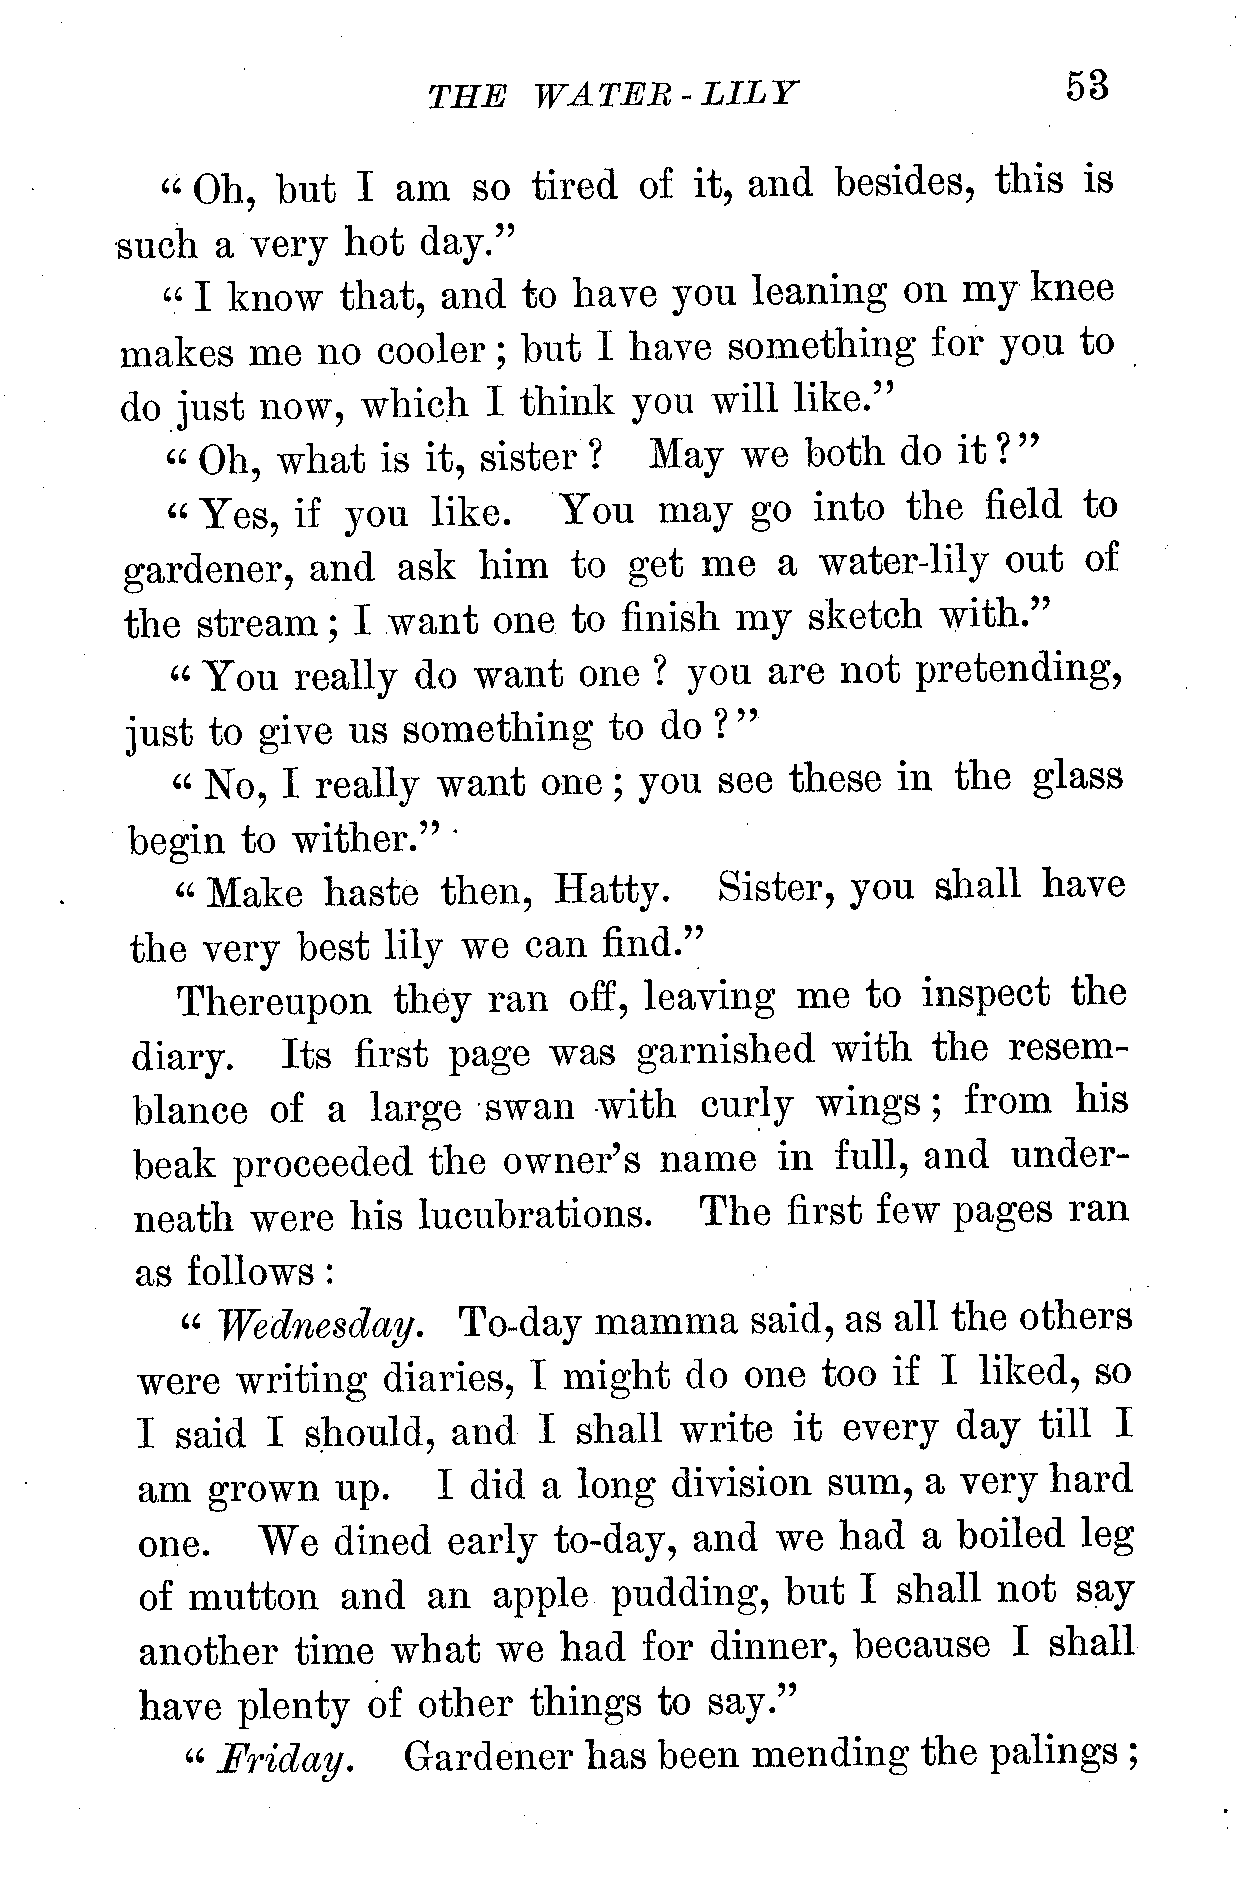 THE WATER-LILY 53
“Oh, but I am so tired of it, and besides, this is
such a very hot day.”
“I know that, and to have you leaning on my knee
makes me no cooler; but I have something for you to
do just now, which I think you will like.”
“Oh, what is it, sister? May we both do it?”
“Yes, if you like. You may go into the field to
gardener, and ask him to get me a water-lily out of
the stream; I want one to finish my sketch with.”
“You really do want one? you are not pretending,
just to give us something to do?”
“No, I really want one; you see these in the glass
begin to wither.”
“Make haste then, Hatty. Sister, you shall have
the very best lily we can find.”
Thereupon they ran off, leaving me to inspect the
diary. Its first page was garnished with the resem-
blance of a large swan with curly wings; from his
beak proceeded the owner’s name in full, and under-
neath were his lucubrations. The first few pages ran
as follows:
“Wednesday. To-day mamma said, as all the others
were writing diaries, I might do one too if I liked, so
I said I should, and I shall write it every day till I
am grown up. I did a long division sum, a very hard
one. We dined early to-day, and we had a boiled leg
of mutton and an apple pudding, but I shall not say
another time what we had for dinner, because I shall
have plenty of other things to say.”
“Friday. Gardener has been mending the palings;